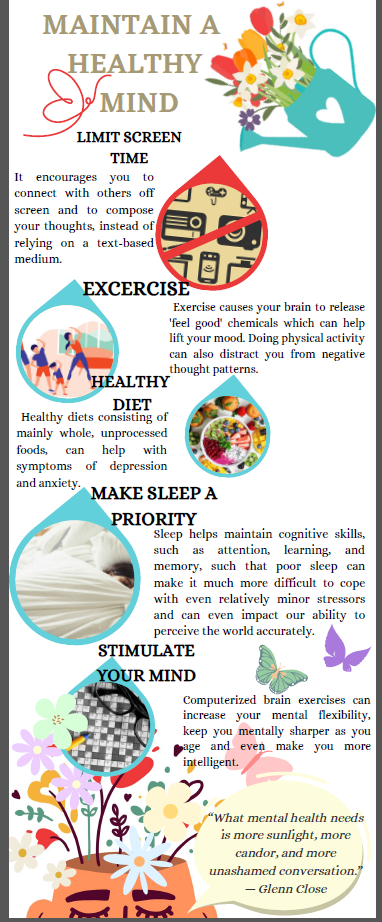 MAINTAIN A
HEALTHY
MIND
LIMIT SCREEN
TIME
It encourages you to
connect with others off
screen and to compose
your thoughts, instead of
relying on a text-based
medium.
EXCERCISE
Exercise causes your brain to release
'feel good' chemicals which can help
lift your mood. Doing physical activity
can also distract you from negative
thought patterns.
HEALTHY
DIET
Healthy diets consisting of
mainly whole, unprocessed
foods, can help with
symptoms of depression
and anxiety.
MAKE SLEEP A
PRIORITY
Sleep helps maintain cognitive skills,
such as attention, learning, and
memory, such that poor sleep can
make it much more difficult to cope
with even relatively minor stressors
and can even impact our ability to
perceive the world accurately.
STIMULATE
YOUR MIND
Computerized brain exercises can
increase your mental flexibility,
keep you mentally sharper as you
age and even make you more
intelligent.
“What mental health needs
is more sunlight, more
candor, and more
unashamed conversation.”
— Glenn Close